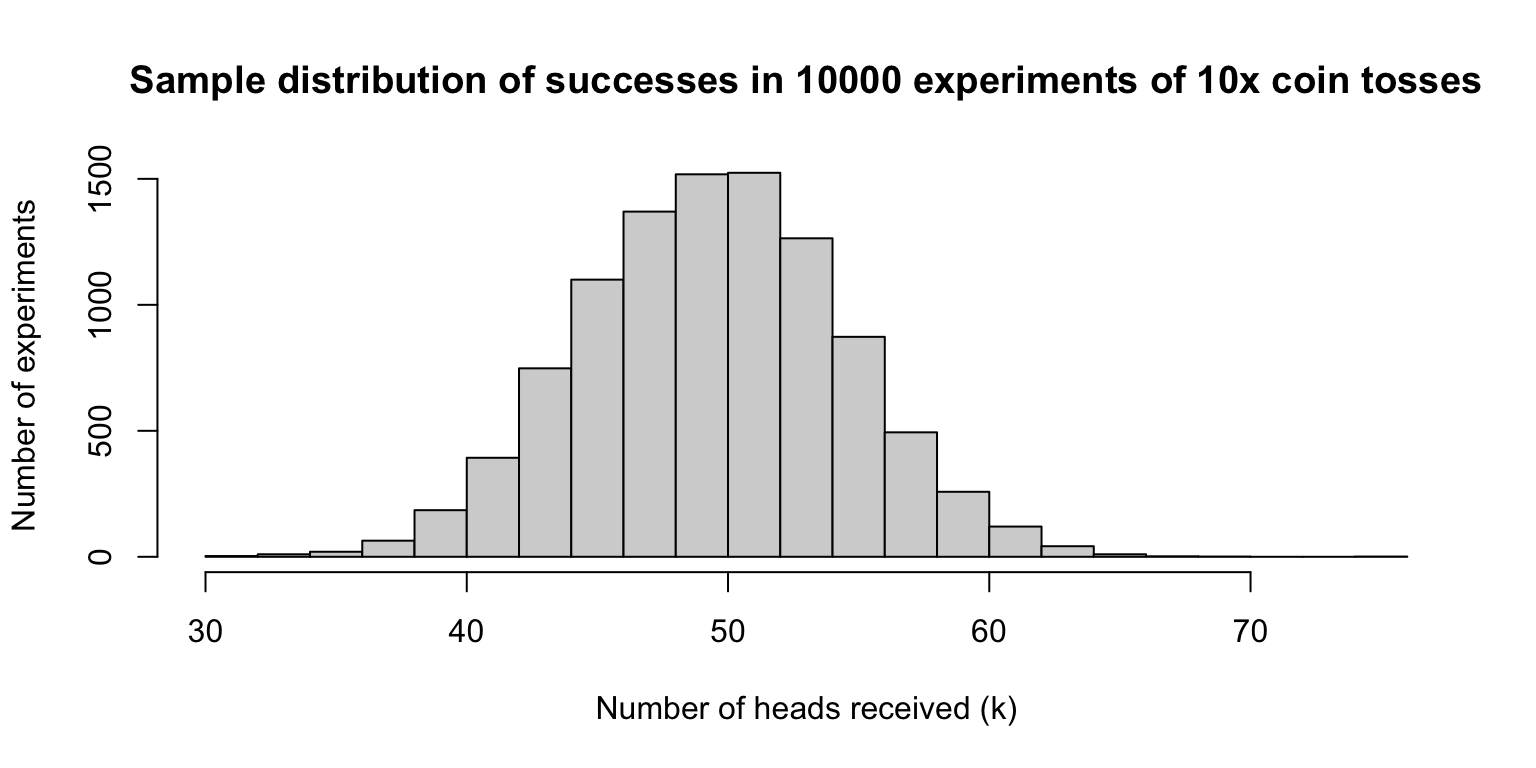 Sample distribution of successes in 10000 experiments of 10x coin tosses
Number of experiments
1500
1000
500
0
30 40 50 60 70
Number of heads received (k)